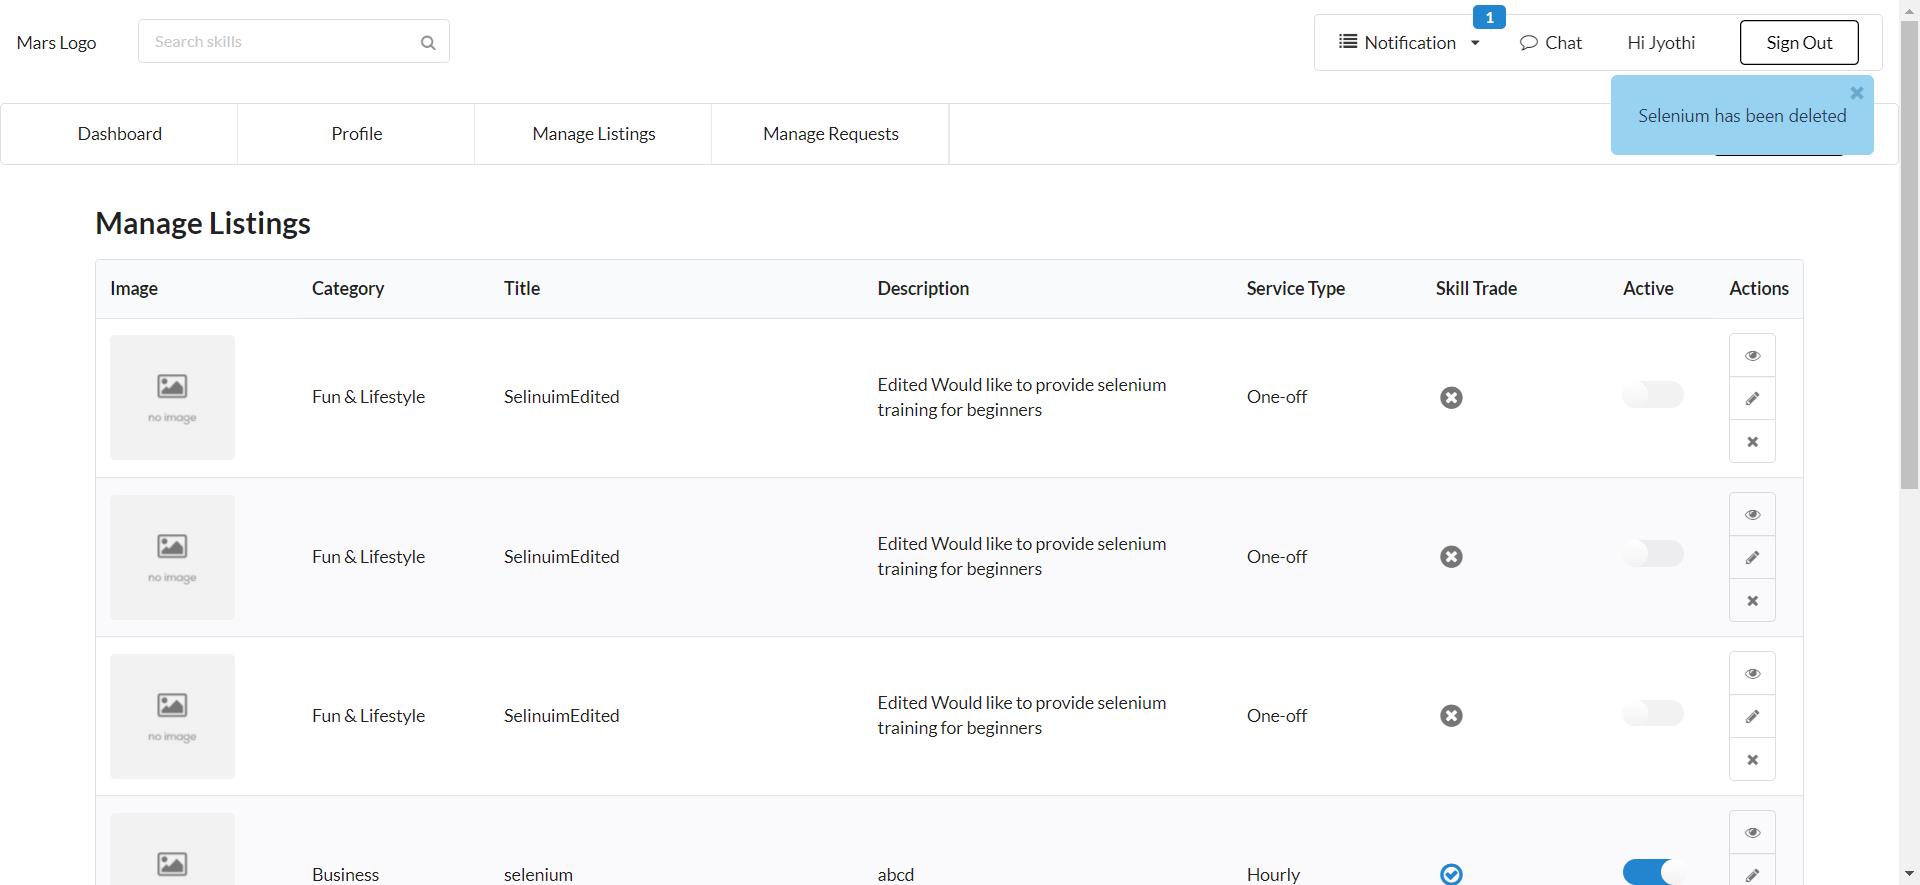 Mars Logo
Search skills
1
Notification
Chat
Hi Jyothi
Sign Out
Selenium has been deleted
Dashboard
Profile
Manage Listings
Manage Requests
Manage Listings
Image Category Title Description Service Type Skill Trade Active Actions
no image
Fun & Lifestyle
SelinuimEdited
Edited Would like to provide selenium
training for beginners
One-off
no image
Fun & Lifestyle
SelinuimEdited
Edited Would like to provide selenium
training for beginners
One-off
no image
Fun & Lifestyle
SelinuimEdited
Edited Would like to provide selenium
training for beginners
One-off
Business
selenium
abcd
Hourly